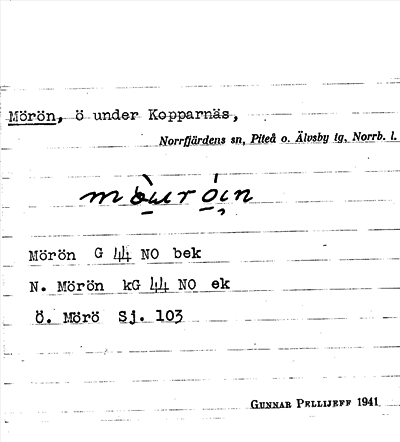 Mörön, ö under Kopparnäs,
Norrfjärdens sn, Piteå o. Älvsby tg, Norrb. l.
Mörön G 44 NO bek
N. Mörön kG 44 NO ek
Ö. Mörö Sj. 103
GUNNAR PELLIJEFF 1941